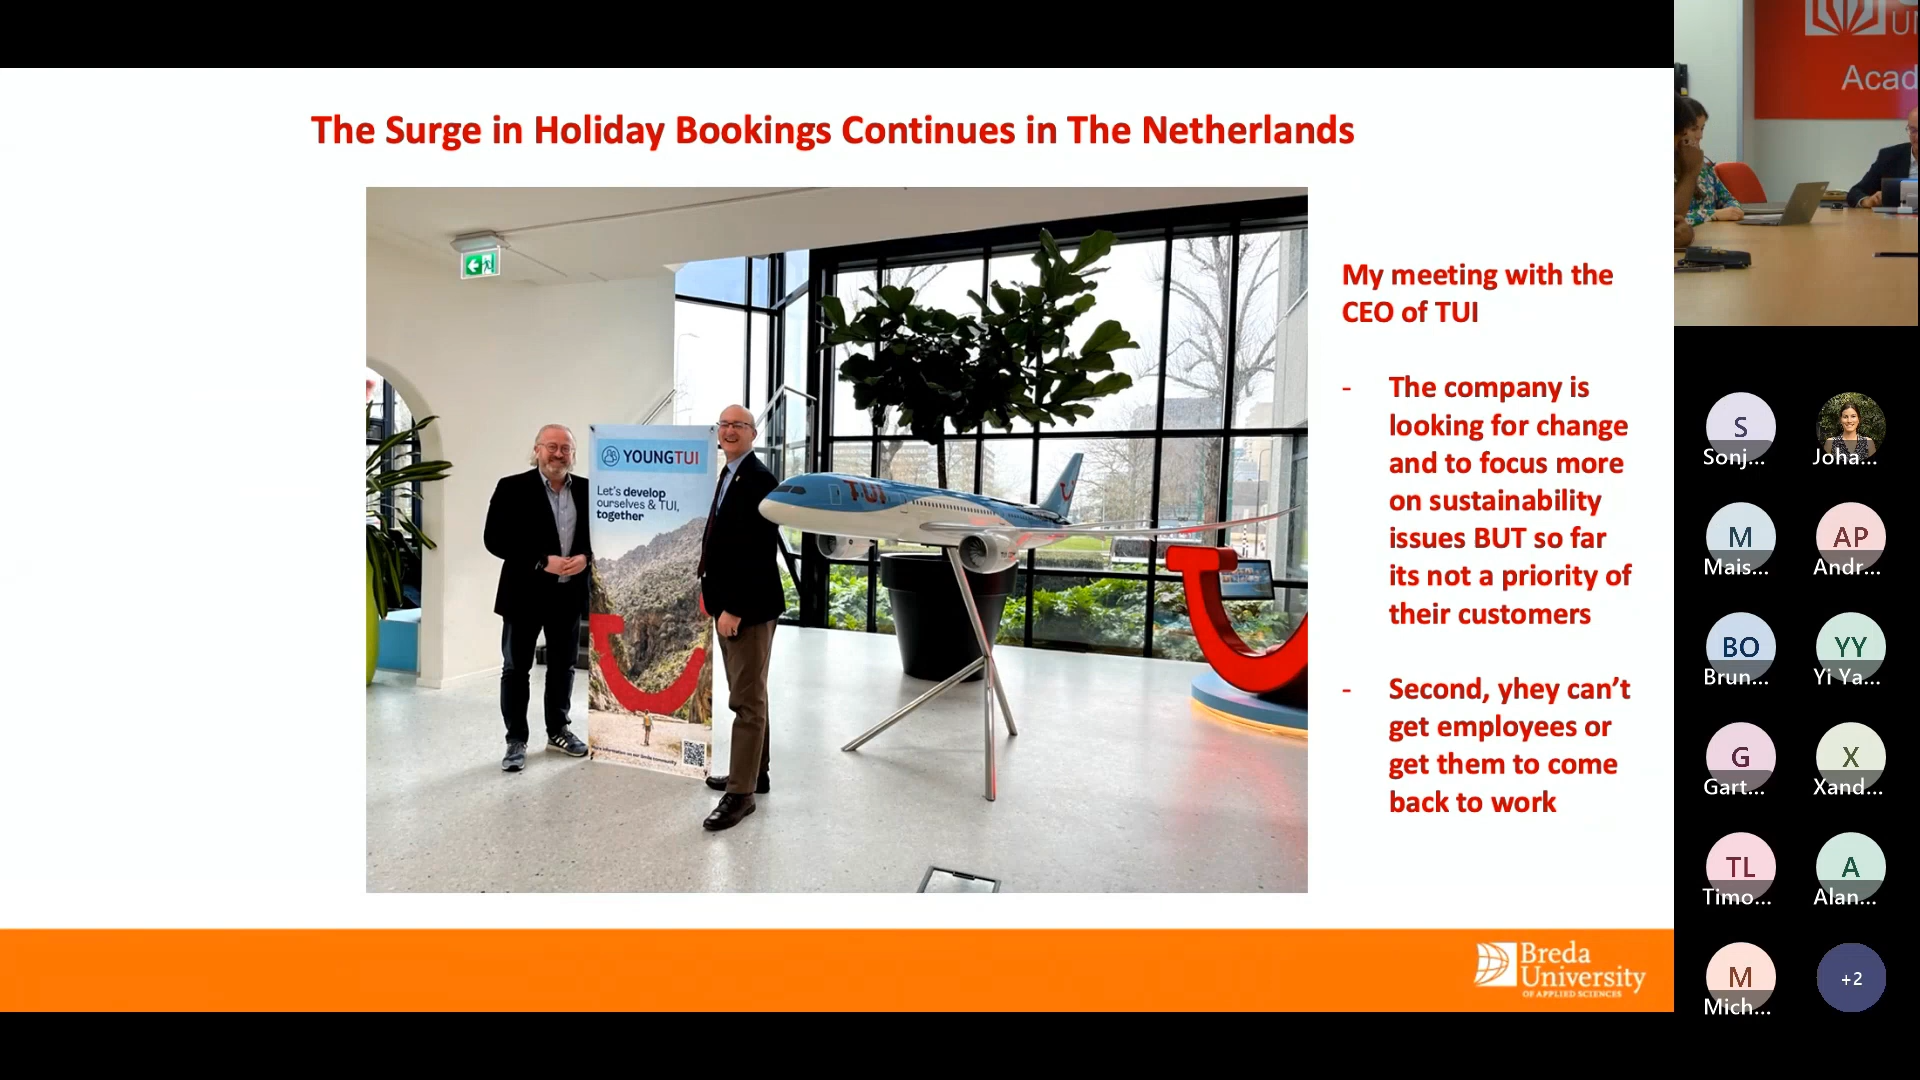 The Surge in Holiday Bookings Continues in The Netherlands
YOUNGTUI
Let's develop
ourselves & TUI,
together
TUI
My meeting with the
CEO of TUI
- The company is
looking for change
and to focus more
on sustainability
issues BUT so far
its not a priority of
their customers
- Second, yhey can't
get employees or
get them to come
back to work
Breda
University
OF APPLIED SCIENCES
Acad
S
Sonj...
Joha...
M
Mais...
AP
Andr...
BO
Brun...
YY
Yi Ya...
G
Gart...
X
Xand...
TL
Timo...
A
Alan...
M
Mich...
+2